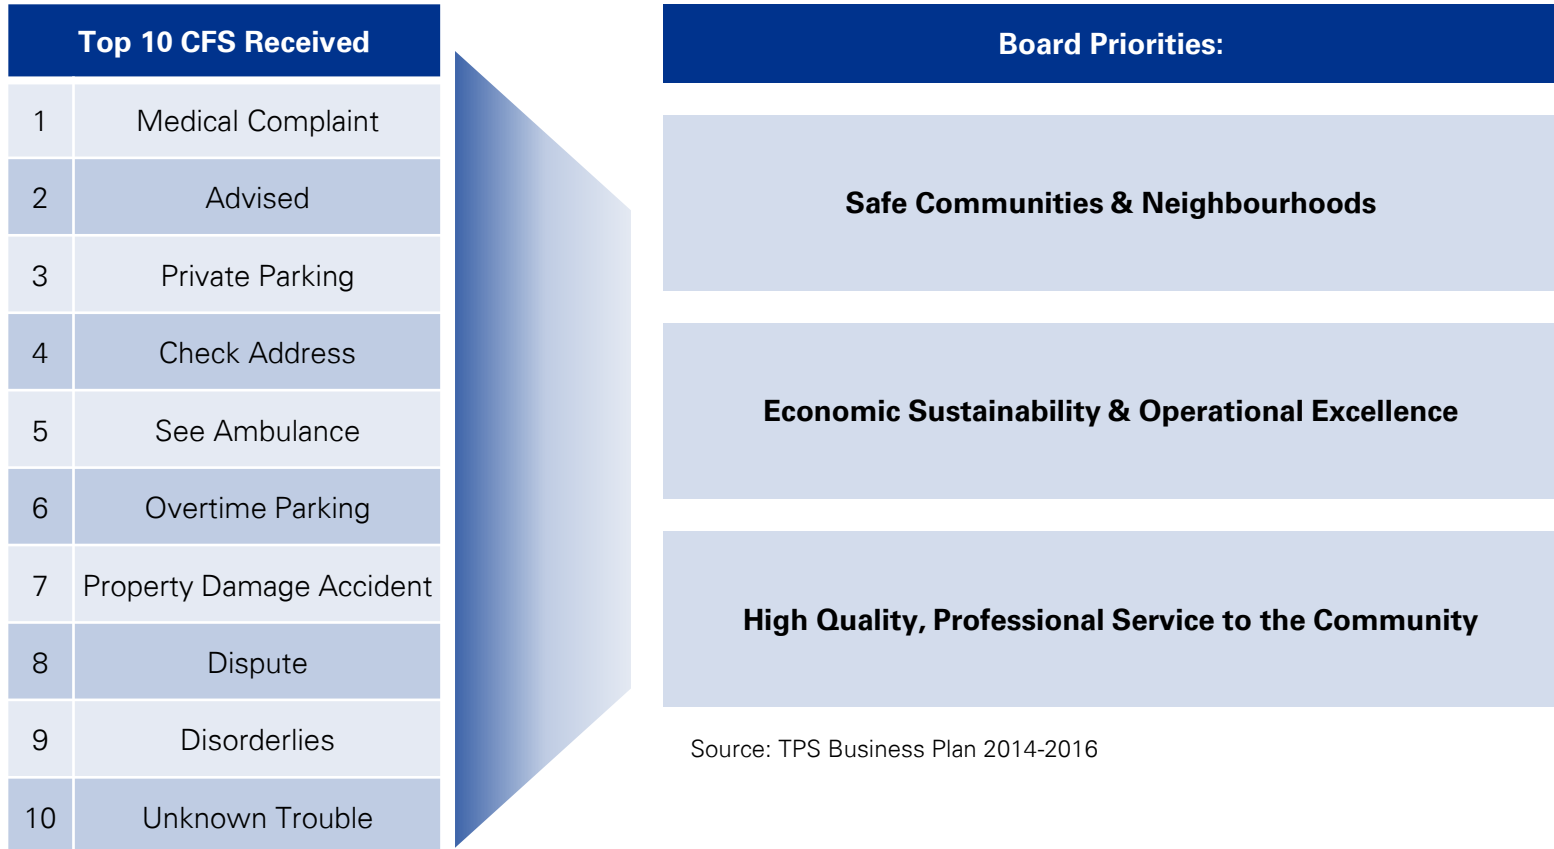 Top 10 CFS Received
1 Medical Complaint
2 Advised
3 Private Parking
4 Check Address
5 See Ambulance
6 Overtime Parking
7 Property Damage Accident
8 Dispute
9 Disorderlies
10 Unknown Trouble
Board Priorities:
Safe Communities & Neighbourhoods
Economic Sustainability & Operational Excellence
High Quality, Professional Service to the Community
Source: TPS Business Plan 2014-2016